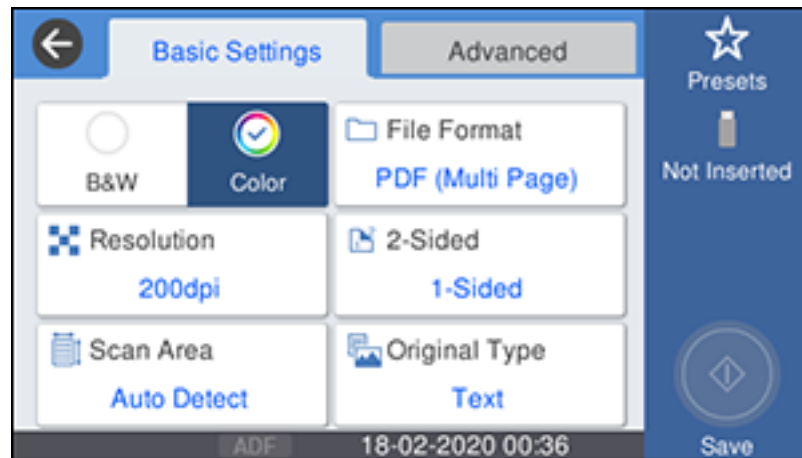 Basic Settings
Advanced
Presets
Not Inserted
B&W
Color
File Format
PDF (Multi Page)
Resolution
200dpi
2-Sided
1-Sided
Scan Area
Auto Detect
Original Type
Text
ADF
18-02-2020 00:36
Save